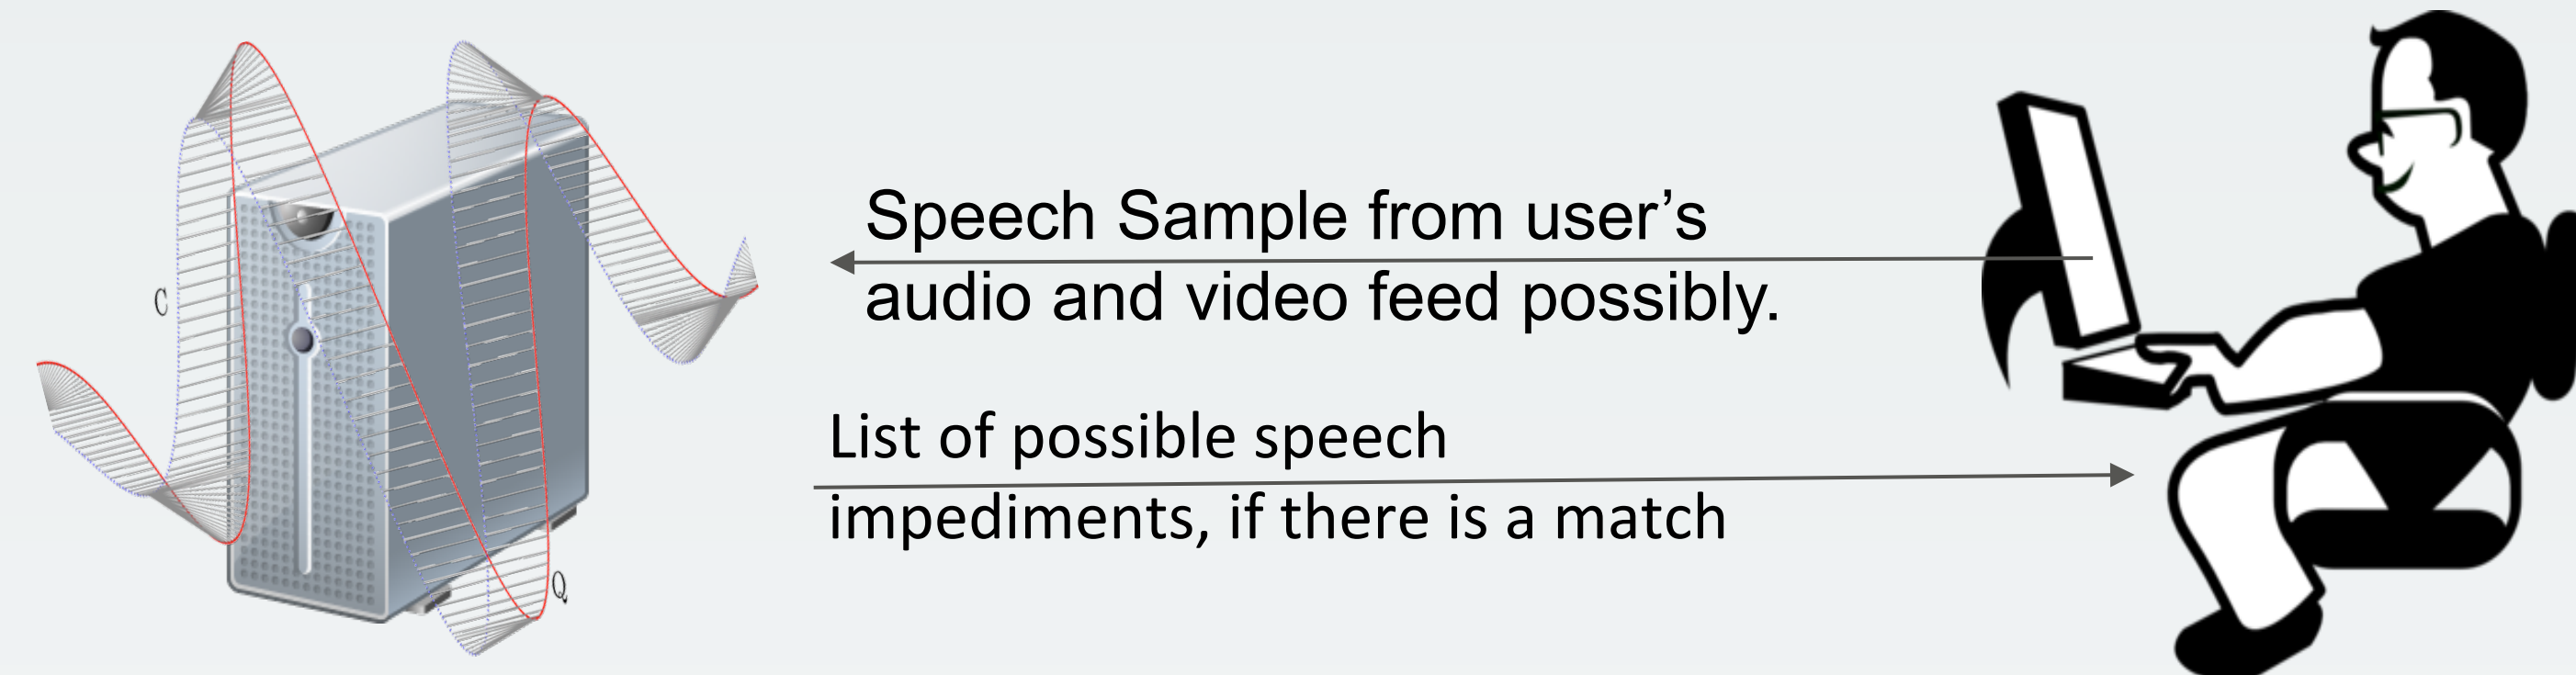 C
Speech Sample from user’s
audio and video feed possibly.
List of possible speech
impediments, if there is a match
Q